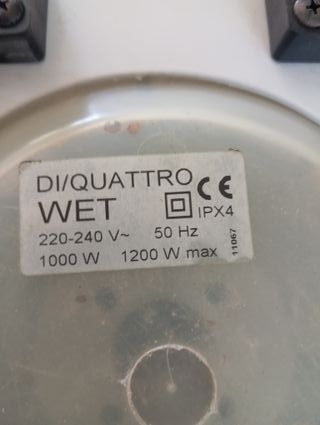 DI/QUATTRO CE
WET IPX4
220-240 V~ 50 Hz
1000 W 1200 W max
11067